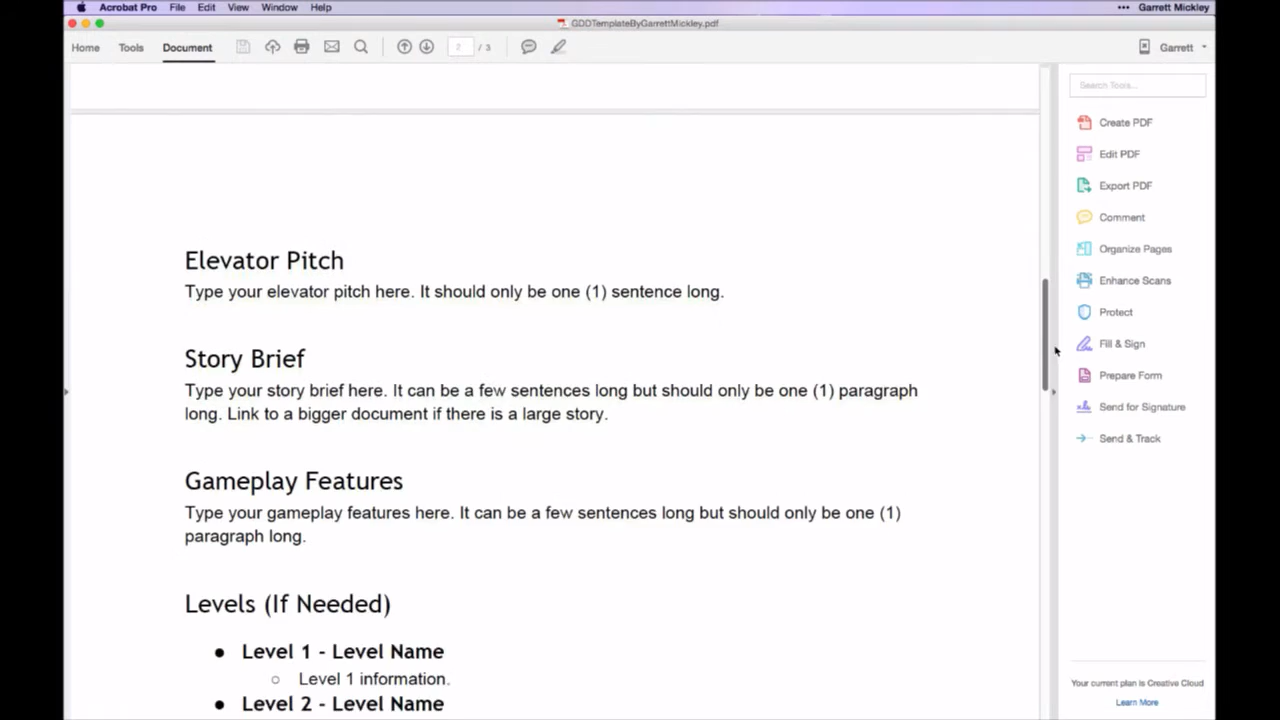 Acrobat Pro File Edit View Window Help ••• Garrett Mickley
GDDTemplateByGarrettMickley.pdf
Home Tools Document 2 / 3 Garrett
Search Tools...
Create PDF
Edit PDF
Export PDF
Comment
Organize Pages
Enhance Scans
Protect
Fill & Sign
Prepare Form
Send for Signature
Send & Track
Your current plan is Creative Cloud
Learn More
Elevator Pitch
Type your elevator pitch here. It should only be one (1) sentence long.
Story Brief
Type your story brief here. It can be a few sentences long but should only be one (1) paragraph
long. Link to a bigger document if there is a large story.
Gameplay Features
Type your gameplay features here. It can be a few sentences long but should only be one (1)
paragraph long.
Levels (If Needed)
● Level 1 - Level Name
○ Level 1 information.
● Level 2 - Level Name